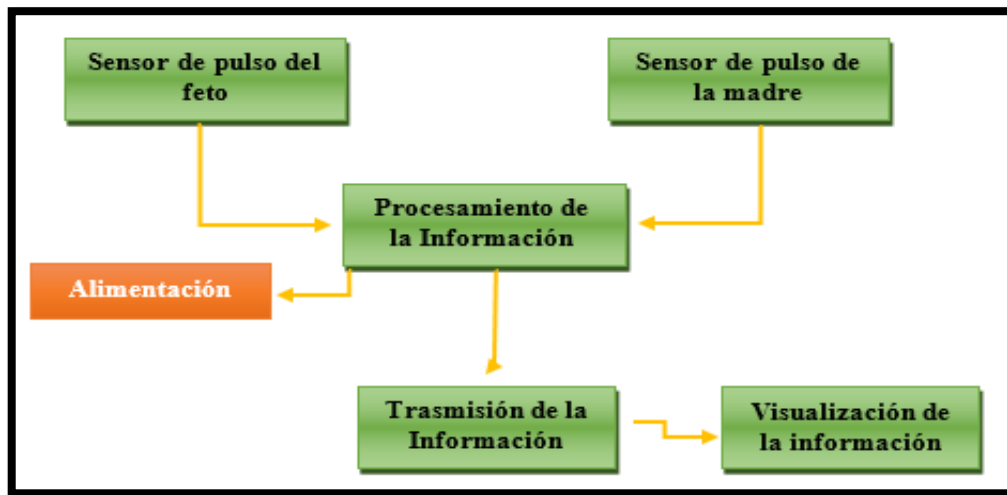 Sensor de pulso del
feto
Sensor de pulso de
la madre
Procesamiento de
la Información
Alimentación
Trasmisión de la
Información
Visualización de
la información